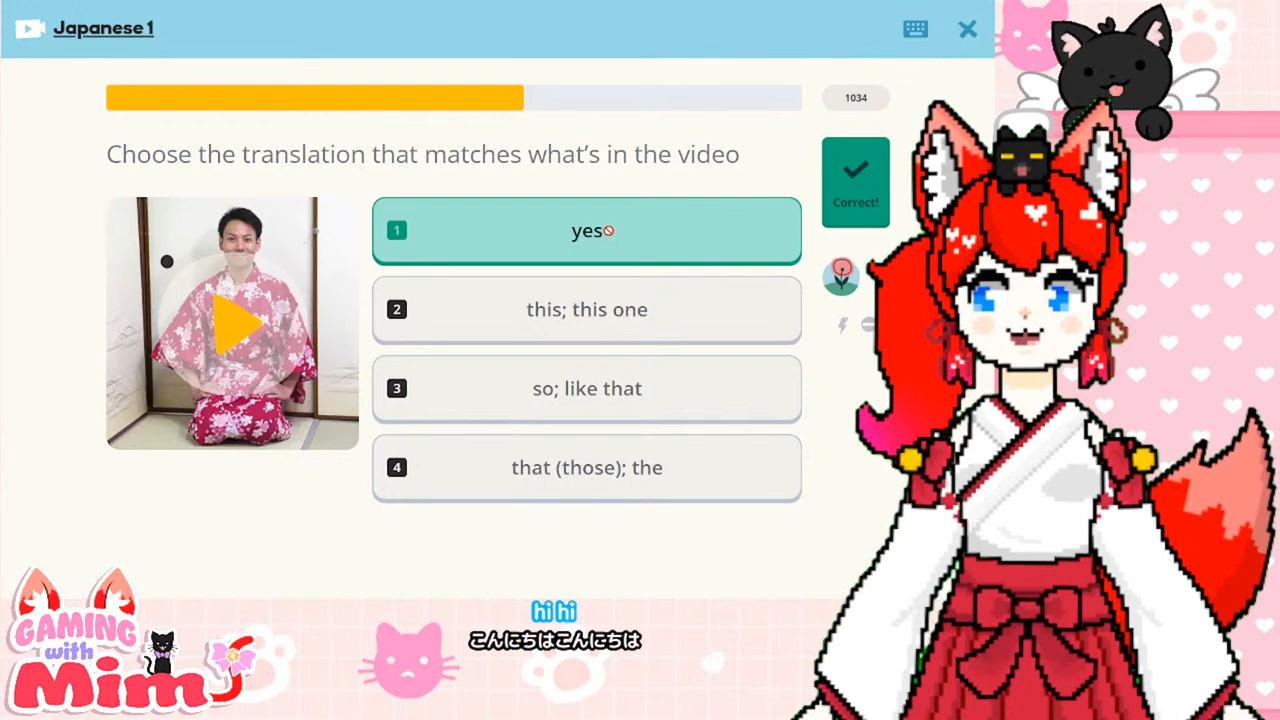 Japanese 1
1034
Choose the translation that matches what's in the video
1 yes
Correct!
2 this; this one
3 so; like that
4 that (those); the
hi hi
こんにちはこんにちは
GAMING
with
Mim